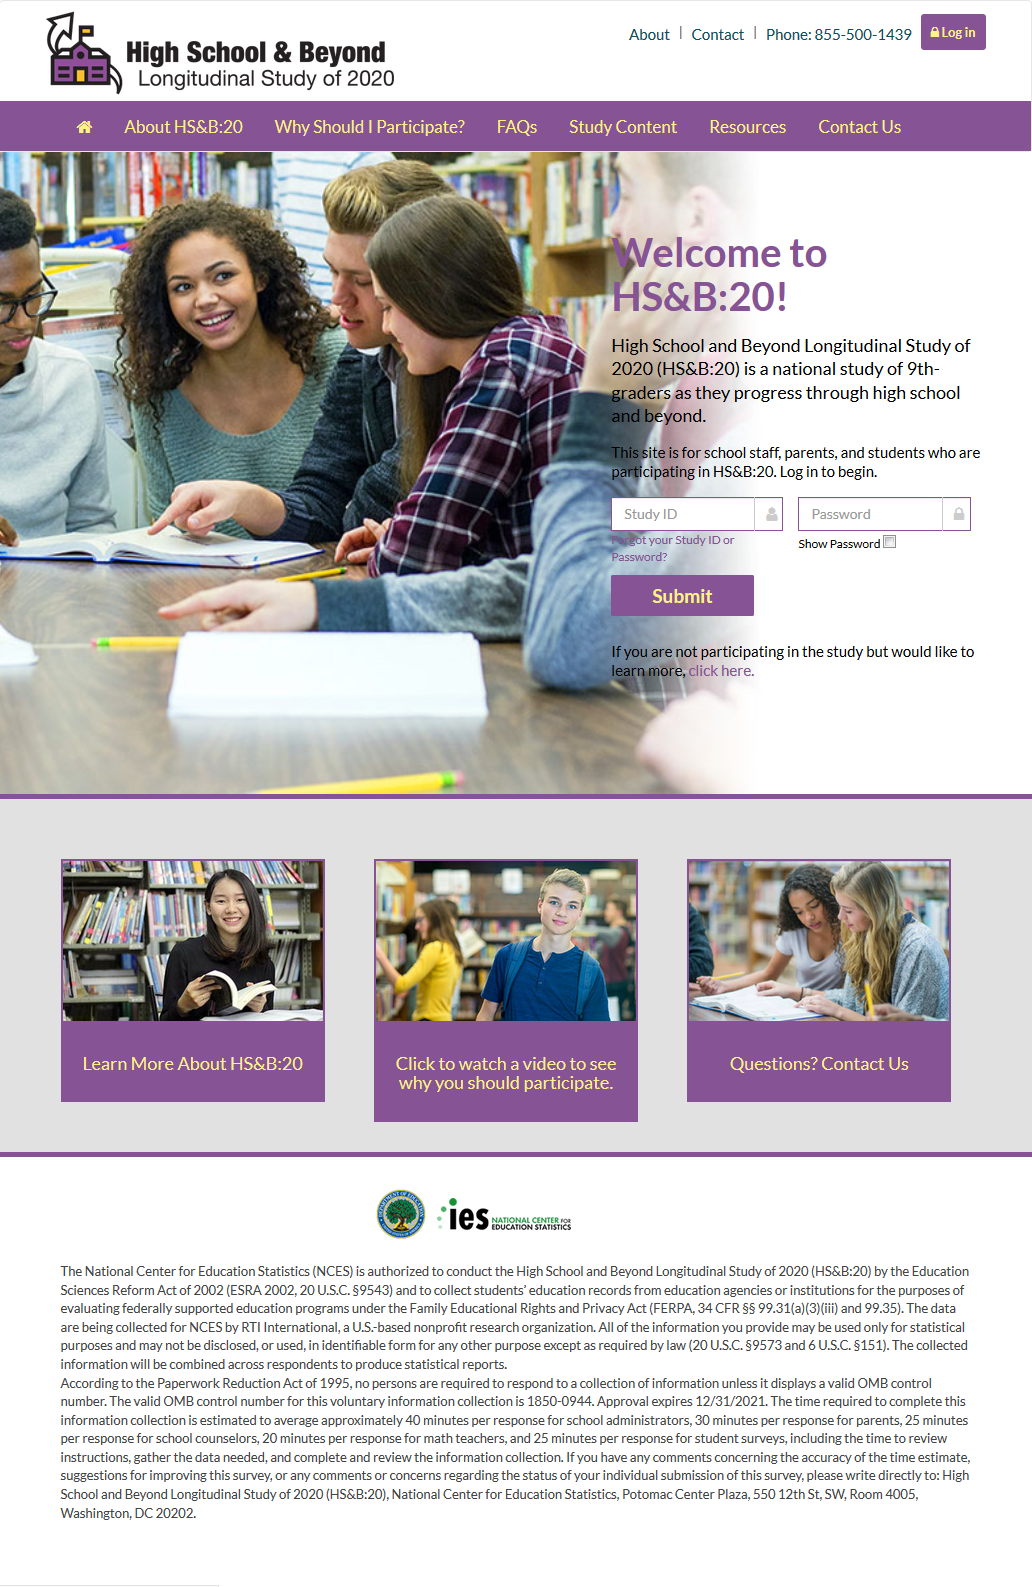 High School & Beyond
Longitudinal Study of 2020
About | Contact | Phone: 855-500-1439 Log in
About HS&B:20 Why Should I Participate? FAQs Study Content Resources Contact Us
Welcome to
HS&B:20!
High School and Beyond Longitudinal Study of
2020 (HS&B:20) is a national study of 9th-
graders as they progress through high school
and beyond.
This site is for school staff, parents, and students who are
participating in HS&B:20. Log in to begin.
Study ID Password
Forgot your Study ID or
Password?
Show Password
Submit
If you are not participating in the study but would like to
learn more, click here.
Learn More About HS&B:20
Click to watch a video to see
why you should participate.
Questions? Contact Us
ies NATIONAL CENTER FOR
EDUCATION STATISTICS
The National Center for Education Statistics (NCES) is authorized to conduct the High School and Beyond Longitudinal Study of 2020 (HS&B:20) by the Education
Sciences Reform Act of 2002 (ESRA 2002, 20 U.S.C. §9543) and to collect students' education records from education agencies or institutions for the purposes of
evaluating federally supported education programs under the Family Educational Rights and Privacy Act (FERPA, 34 CFR §§ 99.31(a)(3)(iii) and 99.35). The data
are being collected for NCES by RTI International, a U.S.-based nonprofit research organization. All of the information you provide may be used only for statistical
purposes and may not be disclosed, or used, in identifiable form for any other purpose except as required by law (20 U.S.C. §9573 and 6 U.S.C. §151). The collected
information will be combined across respondents to produce statistical reports.
According to the Paperwork Reduction Act of 1995, no persons are required to respond to a collection of information unless it displays a valid OMB control
number. The valid OMB control number for this voluntary information collection is 1850-0944. Approval expires 12/31/2021. The time required to complete this
information collection is estimated to average approximately 40 minutes per response for school administrators, 30 minutes per response for parents, 25 minutes
per response for school counselors, 20 minutes per response for math teachers, and 25 minutes per response for student surveys, including the time to review
instructions, gather the data needed, and complete and review the information collection. If you have any comments concerning the accuracy of the time estimate,
suggestions for improving this survey, or any comments or concerns regarding the status of your individual submission of this survey, please write directly to: High
School and Beyond Longitudinal Study of 2020 (HS&B:20), National Center for Education Statistics, Potomac Center Plaza, 550 12th St, SW, Room 4005,
Washington, DC 20202.